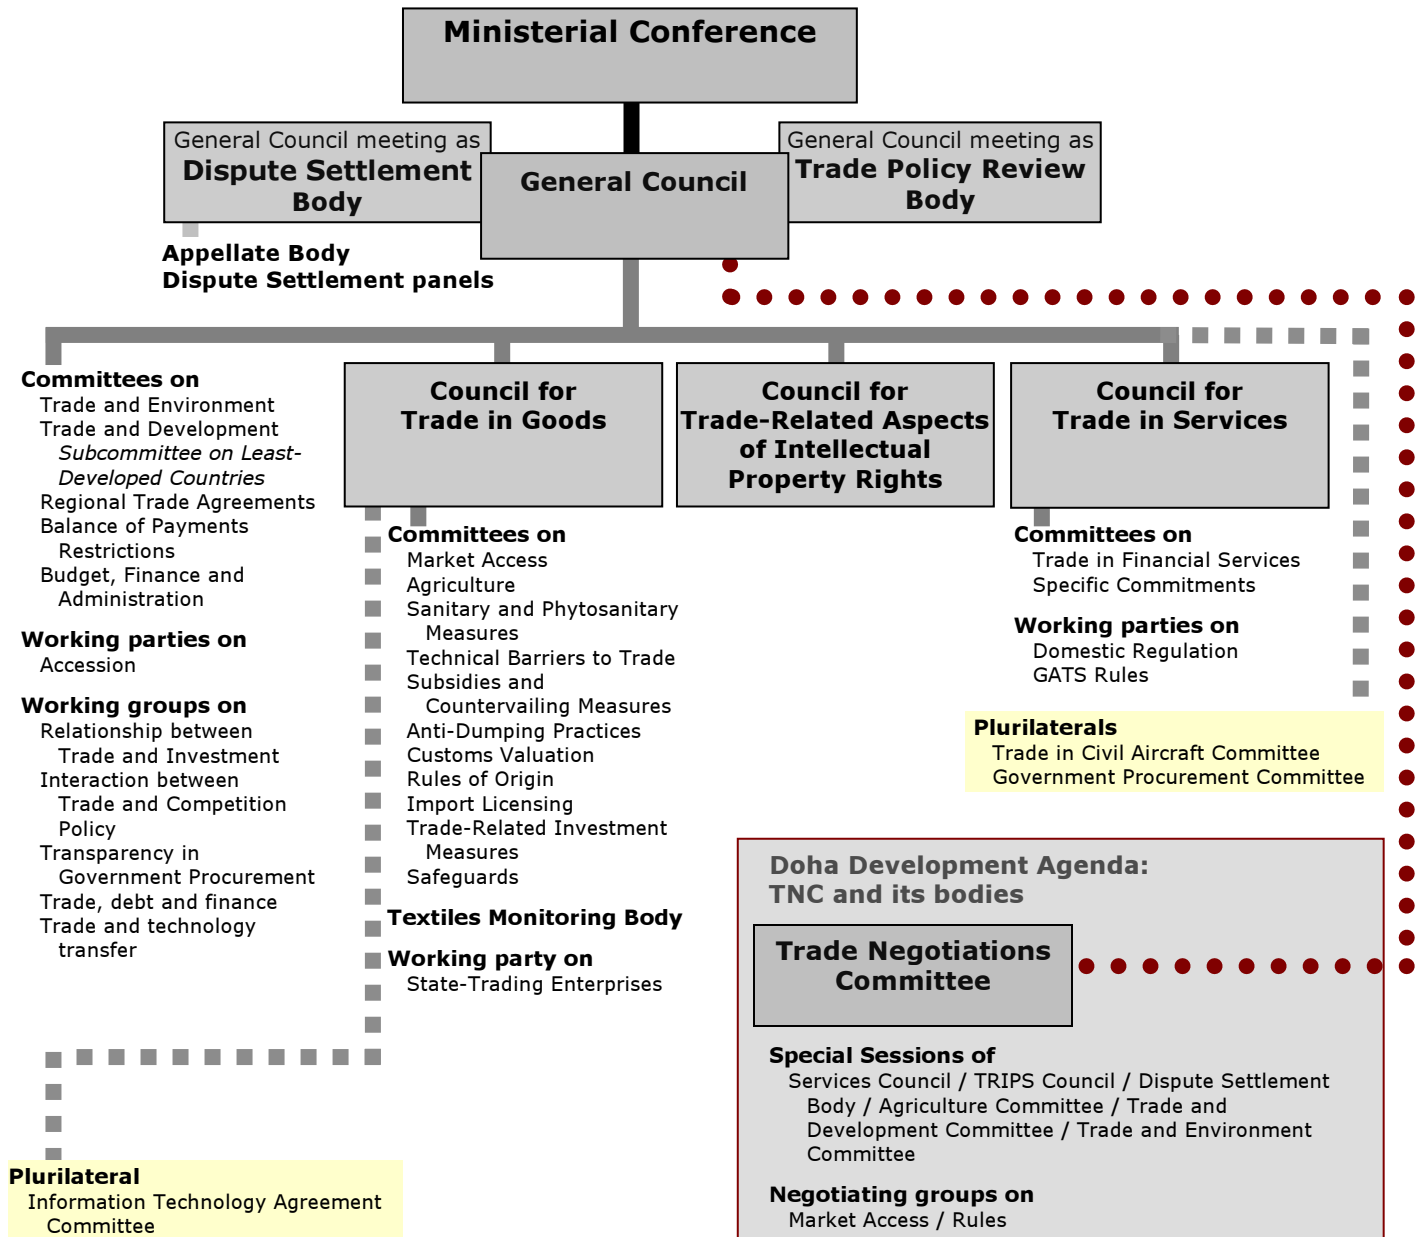 Ministerial Conference
General Council meeting as
Dispute Settlement
Body
General Council
General Council meeting as
Trade Policy Review
Body
Appellate Body
Dispute Settlement panels
Committees on
Trade and Environment
Trade and Development
Subcommittee on Least-
Developed Countries
Regional Trade Agreements
Balance of Payments
Restrictions
Budget, Finance and
Administration
Working parties on
Accession
Working groups on
Relationship between
Trade and Investment
Interaction between
Trade and Competition
Policy
Transparency in
Government Procurement
Trade, debt and finance
Trade and technology
transfer
Council for
Trade in Goods
Committees on
Market Access
Agriculture
Sanitary and Phytosanitary
Measures
Technical Barriers to Trade
Subsidies and
Countervailing Measures
Anti-Dumping Practices
Customs Valuation
Rules of Origin
Import Licensing
Trade-Related Investment
Measures
Safeguards
Textiles Monitoring Body
Working party on
State-Trading Enterprises
Plurilateral
Information Technology Agreement
Committee
Council for
Trade-Related Aspects
of Intellectual
Property Rights
Council for
Trade in Services
Committees on
Trade in Financial Services
Specific Commitments
Working parties on
Domestic Regulation
GATS Rules
Plurilaterals
Trade in Civil Aircraft Committee
Government Procurement Committee
Doha Development Agenda:
TNC and its bodies
Trade Negotiations
Committee
Special Sessions of
Services Council / TRIPS Council / Dispute Settlement
Body / Agriculture Committee / Trade and
Development Committee / Trade and Environment
Committee
Negotiating groups on
Market Access / Rules